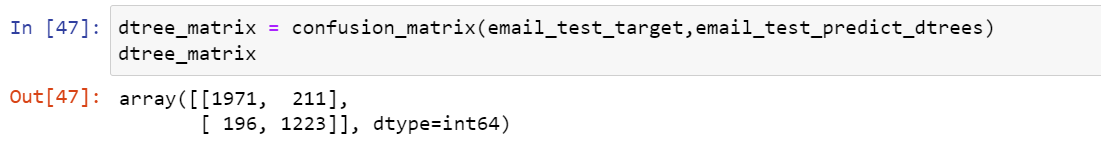 In [47]: dtree_matrix = confusion_matrix(email_test_target,email_test_predict_dtrees)
dtree_matrix
Out[47]: array([[1971,  211],
       [ 196, 1223]], dtype=int64)